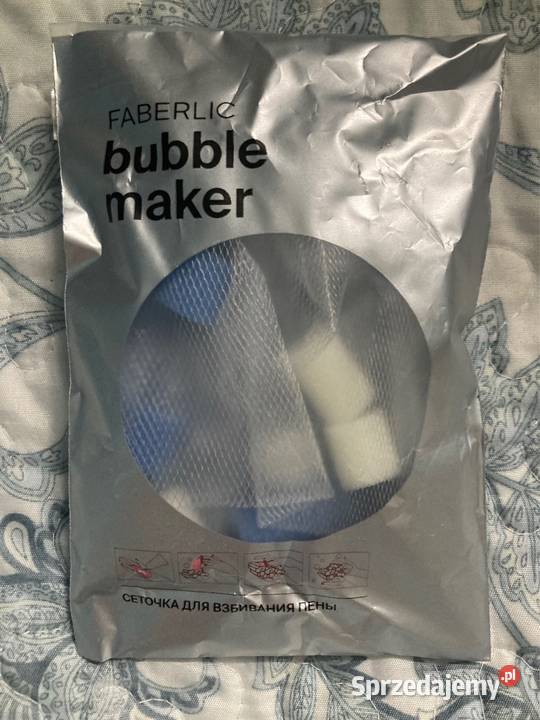 FABERLIC
bubble
maker
СЕТОЧКА ДЛЯ ВЗБИВАНИЯ ПЕНЫ
Sprzedajemy.pl